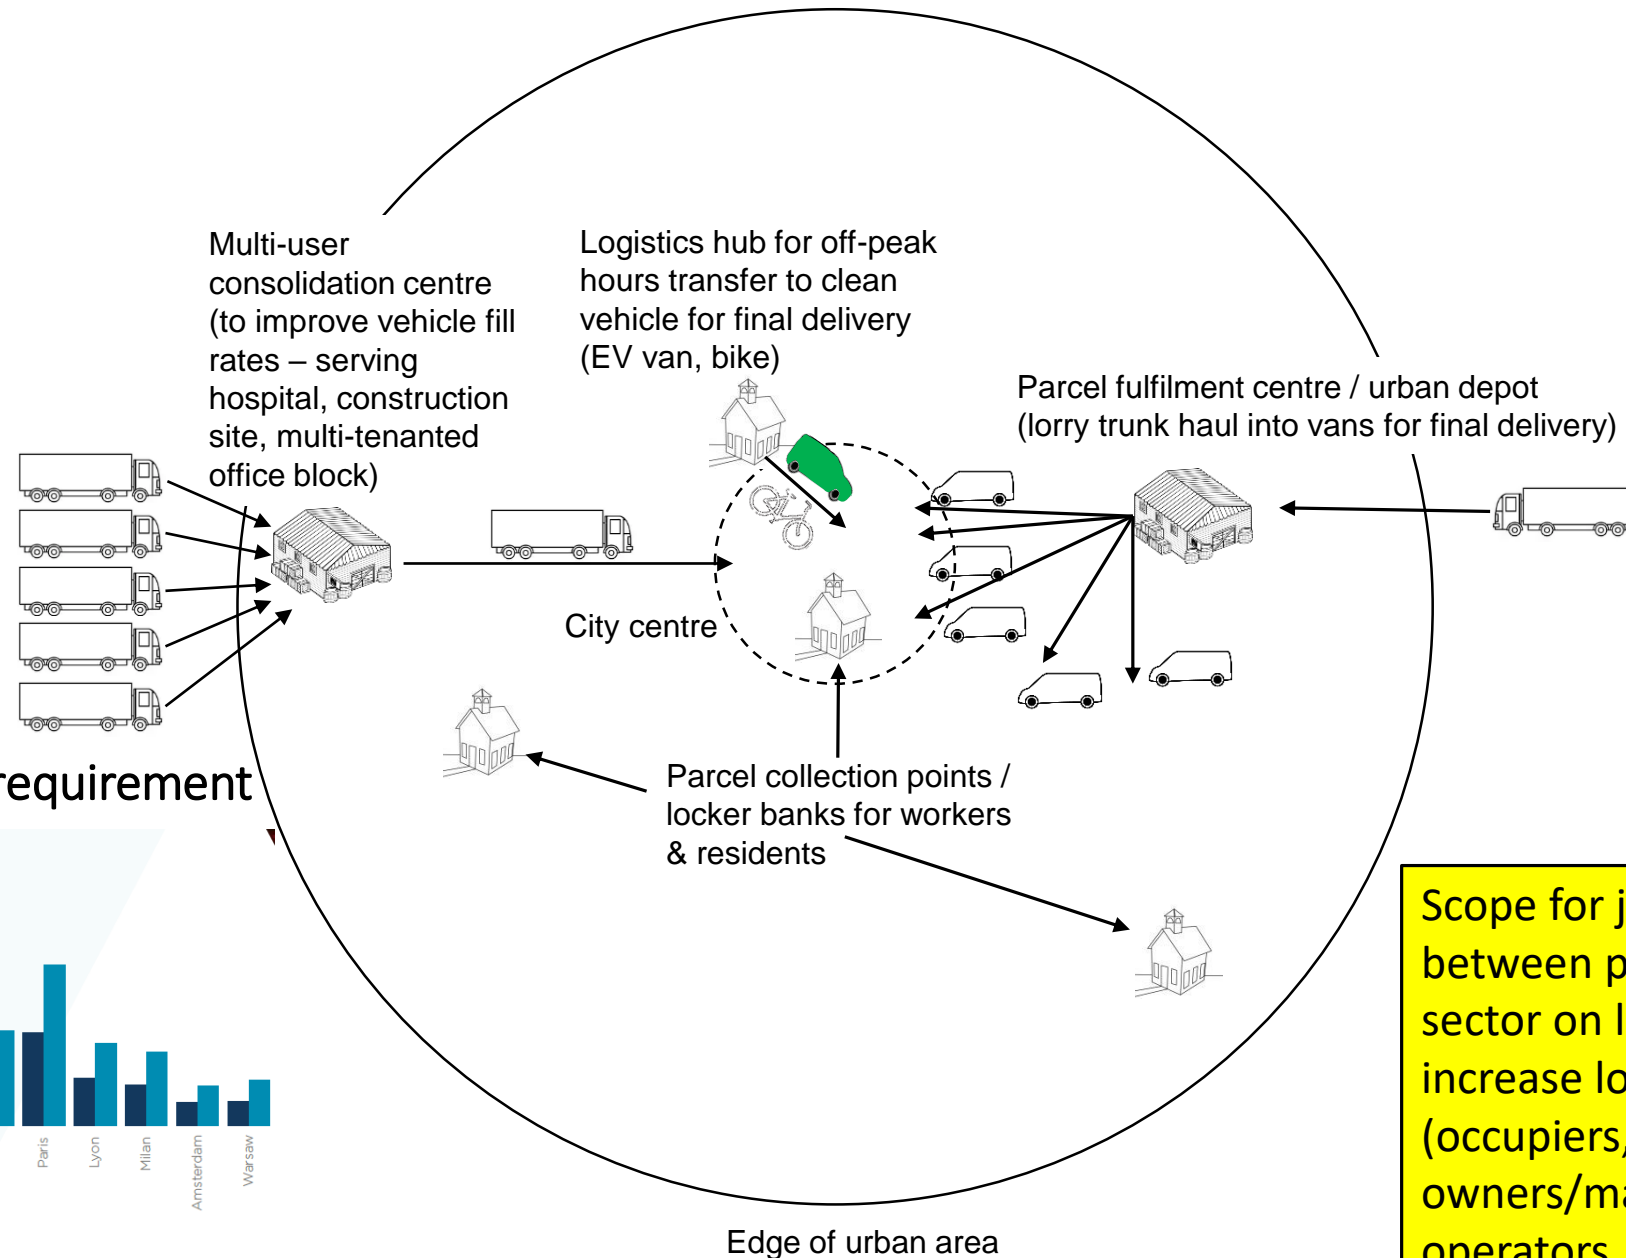 Multi-user
consolidation centre
(to improve vehicle fill
rates – serving
hospital, construction
site, multi-tenanted
office block)
Logistics hub for off-peak
hours transfer to clean
vehicle for final delivery
(EV van, bike)
Parcel fulfilment centre / urban depot
(lorry trunk haul into vans for final delivery)
City centre
Parcel collection points /
locker banks for workers
& residents
requirement
Paris
Lyon
Milan
Amsterdam
Warsaw
Scope for j
between p
sector on l
increase lo
(occupiers,
owners/ma
operators
Edge of urban area